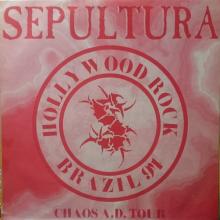 SEPULTURA
HOLLYWOOD ROCK
BRAZIL 94
CHAOS A.D. TOUR